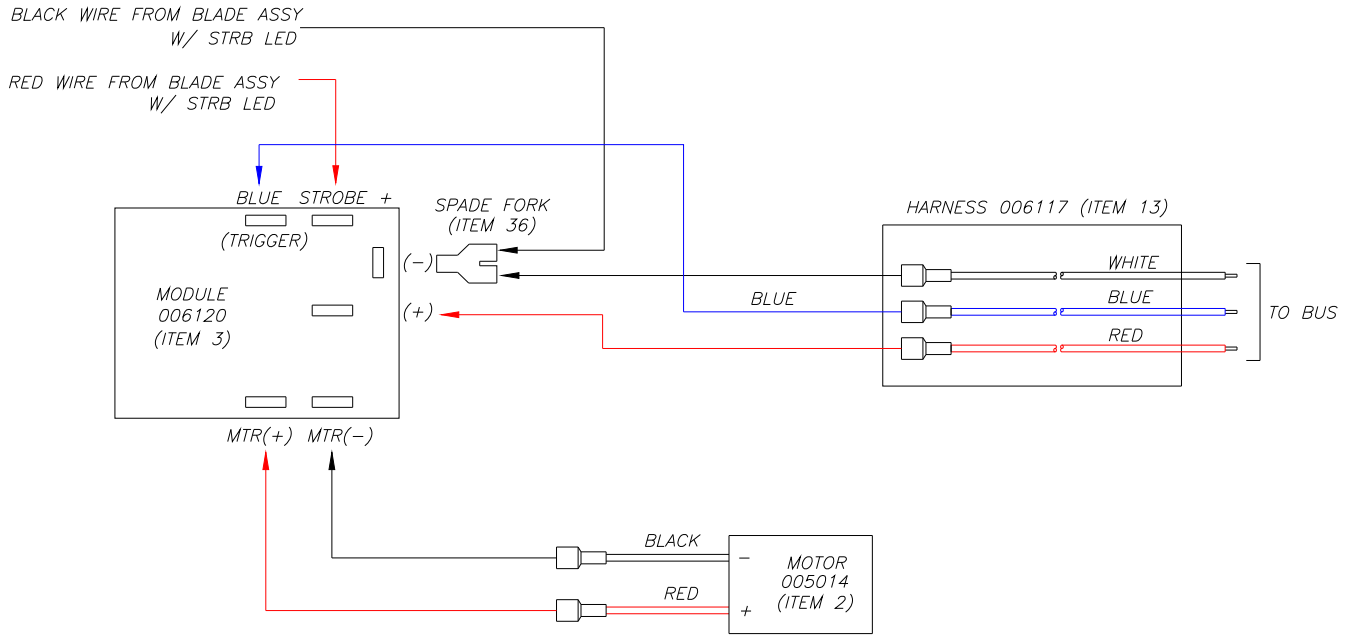 BLACK WIRE FROM BLADE ASSY
W/ STRB LED
RED WIRE FROM BLADE ASSY
W/ STRB LED
BLUE
STROBE +
(TRIGGER)
SPADE FORK
(ITEM 36)
(-)
(+)
MODULE
006120
(ITEM 3)
BLUE
HARNESS 006117 (ITEM 13)
WHITE
BLUE
RED
TO BUS
MTR(+)
MTR(-)
BLACK
RED
-
+
MOTOR
005014
(ITEM 2)